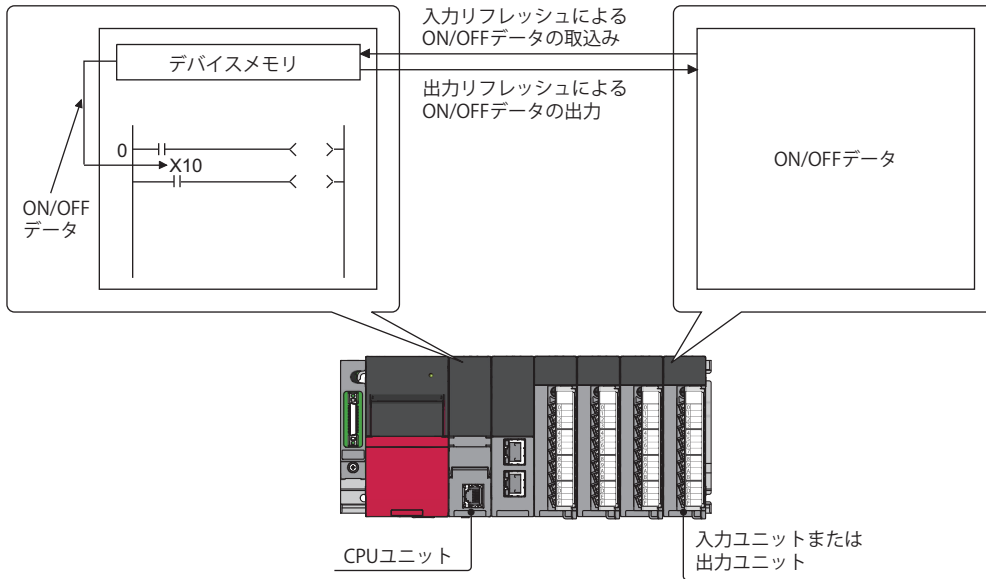 入力リフレッシュによる
ON/OFFデータの取込み
デバイスメモリ
出力リフレッシュによる
ON/OFFデータの出力
0
X10
ON/OFF
データ
ON/OFFデータ
CPUユニット
入力ユニットまたは
出力ユニット